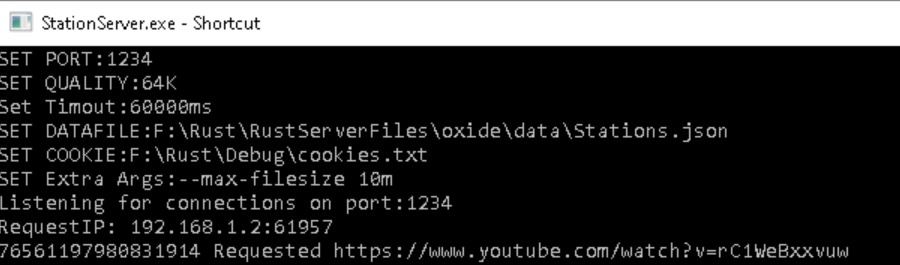 StationServer.exe - Shortcut
SET PORT:1234
SET QUALITY:64K
Set Timout:60000ms
SET DATAFILE:F:\Rust\RustServerFiles\oxide\data\Stations.json
SET COOKIE:F:\Rust\Debug\cookies.txt
SET Extra Args:--max-filesize 10m
Listening for connections on port:1234
RequestIP: 192.168.1.2:61957
76561197980831914 Requested https://www.youtube.com/watch?v=rC1WeBxxvuw